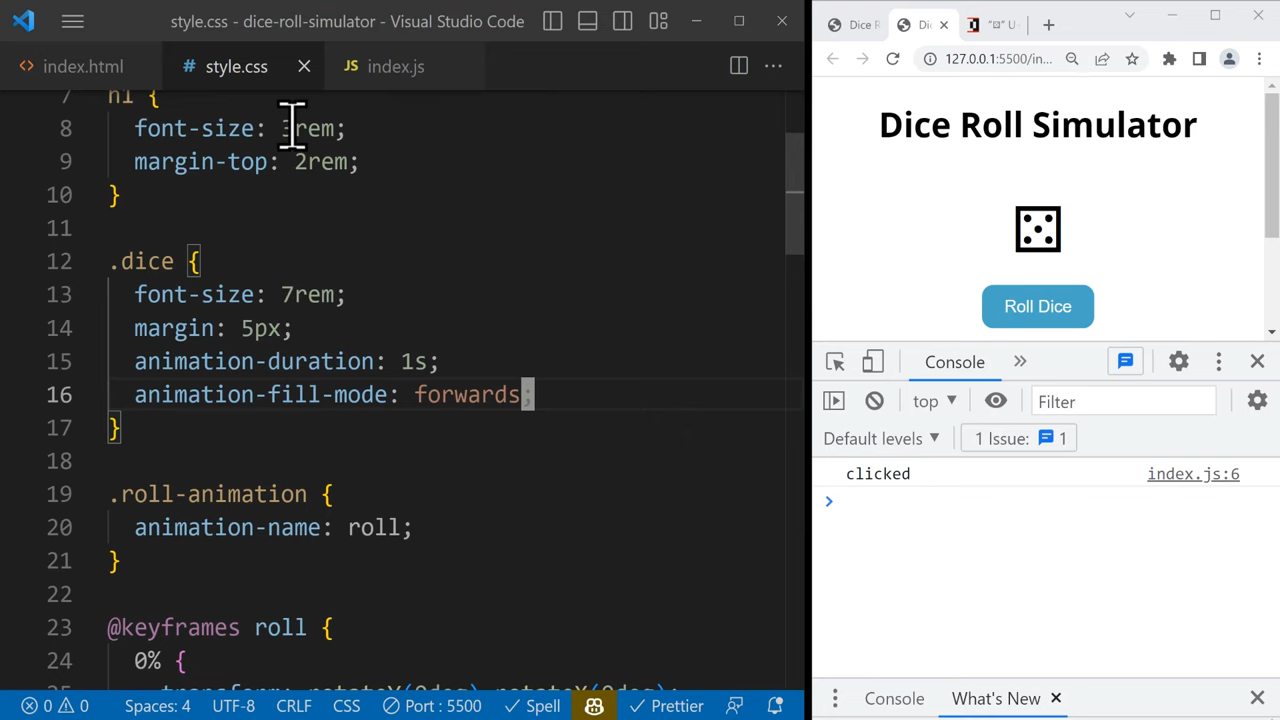 style.css - dice-roll-simulator - Visual Studio Code
index.html
style.css
JS index.js
7 h1 {
8 font-size: 3rem;
9 margin-top: 2rem;
10 }
11
12 .dice {
13 font-size: 7rem;
14 margin: 5px;
15 animation-duration: 1s;
16 animation-fill-mode: forwards;
17 }
18
19 .roll-animation {
20 animation-name: roll;
21 }
22
23 @keyframes roll {
24 0% {
0 0 Spaces: 4 UTF-8 CRLF CSS Port : 5500 Spell Prettier
Dice R
Dic
"⚄" U
127.0.0.1:5500/in...
Dice Roll Simulator
Roll Dice
Console
top
Filter
Default levels
1 Issue: 1
clicked index.js:6
Console What's New